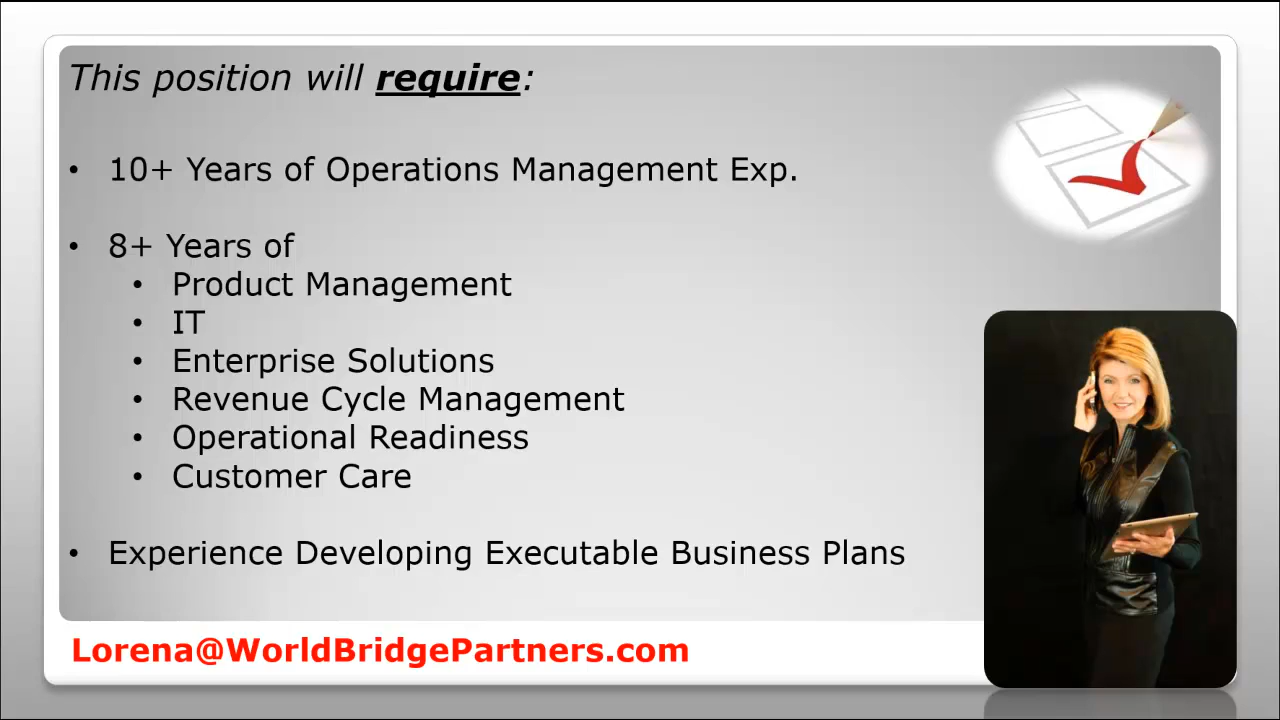 This position will require:
• 10+ Years of Operations Management Exp.
• 8+ Years of
• Product Management
• IT
• Enterprise Solutions
• Revenue Cycle Management
• Operational Readiness
• Customer Care
• Experience Developing Executable Business Plans
Lorena@WorldBridgePartners.com